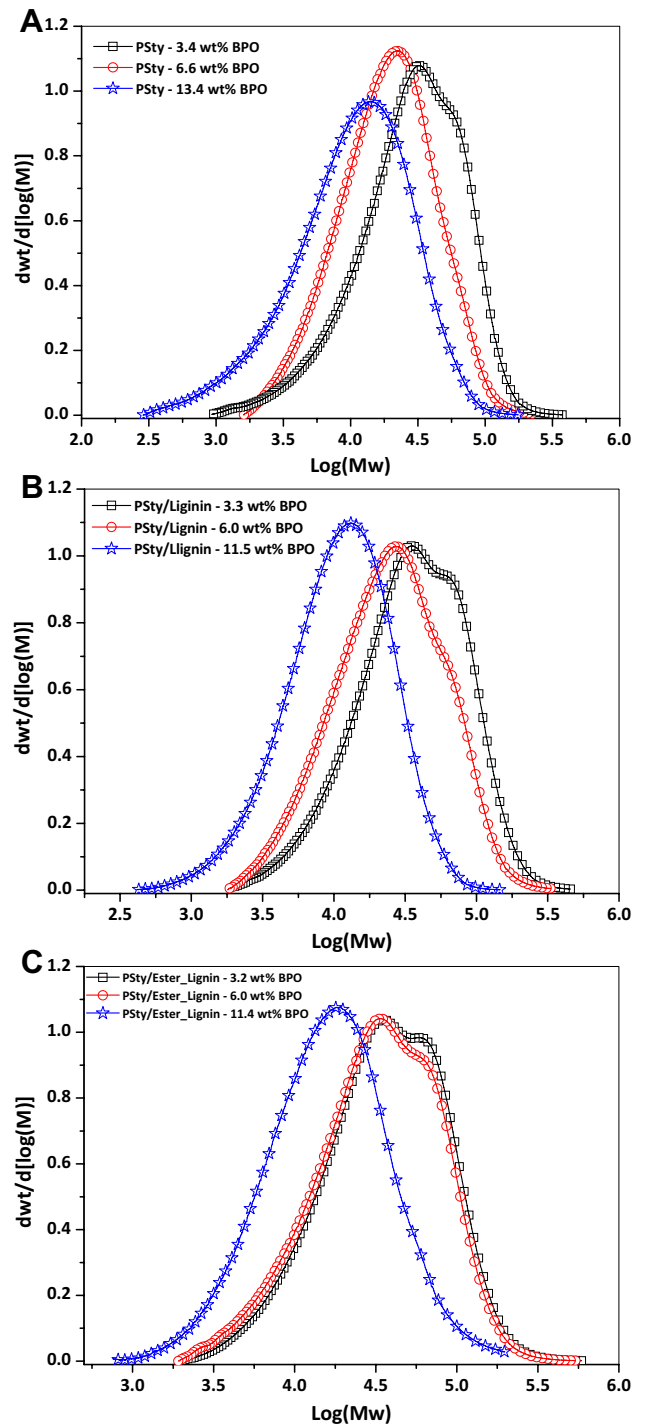 A
PSty - 3.4 wt% BPO
PSty - 6.6 wt% BPO
PSty - 13.4 wt% BPO
dwt/d[log(M)]
1.2
1.0
0.8
0.6
0.4
0.2
0.0
2.0 2.5 3.0 3.5 4.0 4.5 5.0 5.5 6.0
Log(Mw)
B
PSty/Liginin - 3.3 wt% BPO
PSty/Lignin - 6.0 wt% BPO
PSty/Llignin - 11.5 wt% BPO
dwt/d[log(M)]
1.2
1.0
0.8
0.6
0.4
0.2
0.0
2.5 3.0 3.5 4.0 4.5 5.0 5.5 6.0
Log(Mw)
C
PSty/Ester_Lignin - 3.2 wt% BPO
PSty/Ester_Lignin - 6.0 wt% BPO
PSty/Ester_Lignin - 11.4 wt% BPO
dwt/d[log(M)]
1.2
1.0
0.8
0.6
0.4
0.2
0.0
3.0 3.5 4.0 4.5 5.0 5.5 6.0
Log(Mw)